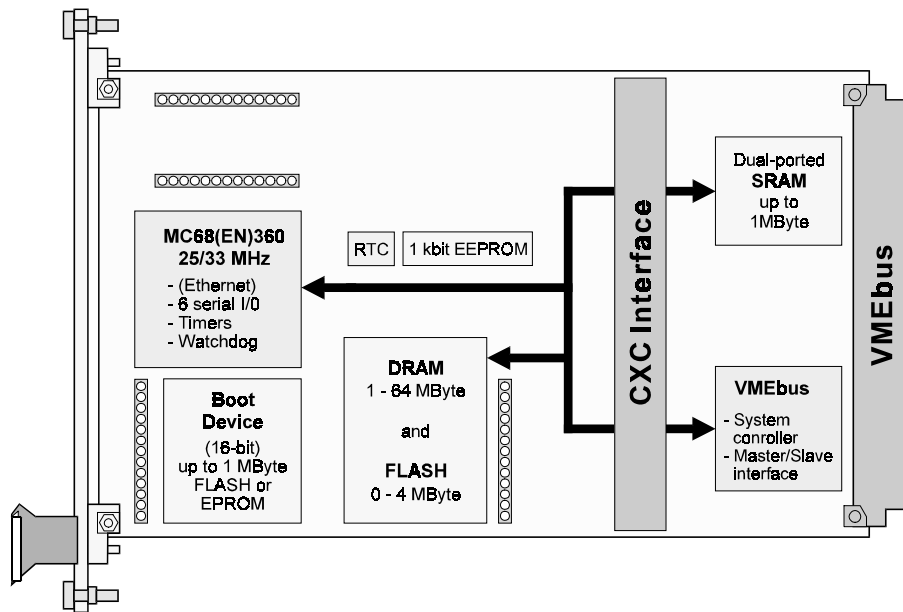 MC68(EN)360
25/33 MHz
- (Ethernet)
- 6 serial I/0
- Timers
- Watchdog
RTC
1 kbit EEPROM
Boot
Device
(16-bit)
up to 1 MByte
FLASH or
EPROM
DRAM
1 - 64 MByte
and
FLASH
0 - 4 MByte
CXC Interface
Dual-ported
SRAM
up to
1MByte
VMEbus
- System
conroller
- Master/Slave
interface
VMEbus